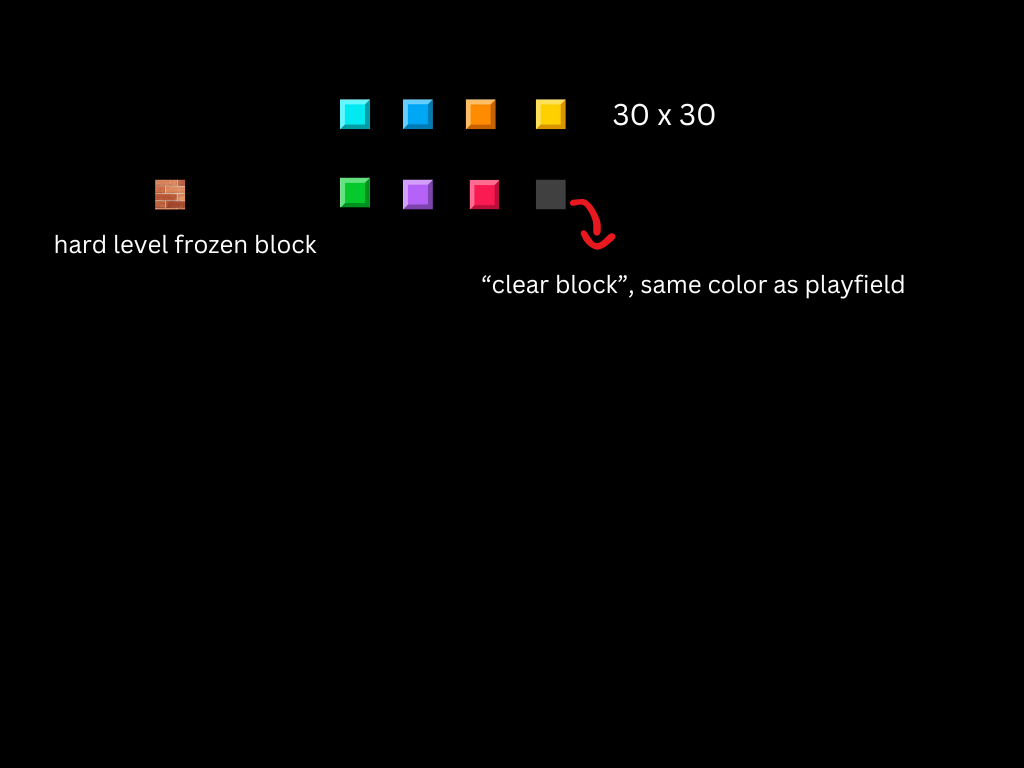 30 x 30
hard level frozen block
“clear block”, same color as playfield